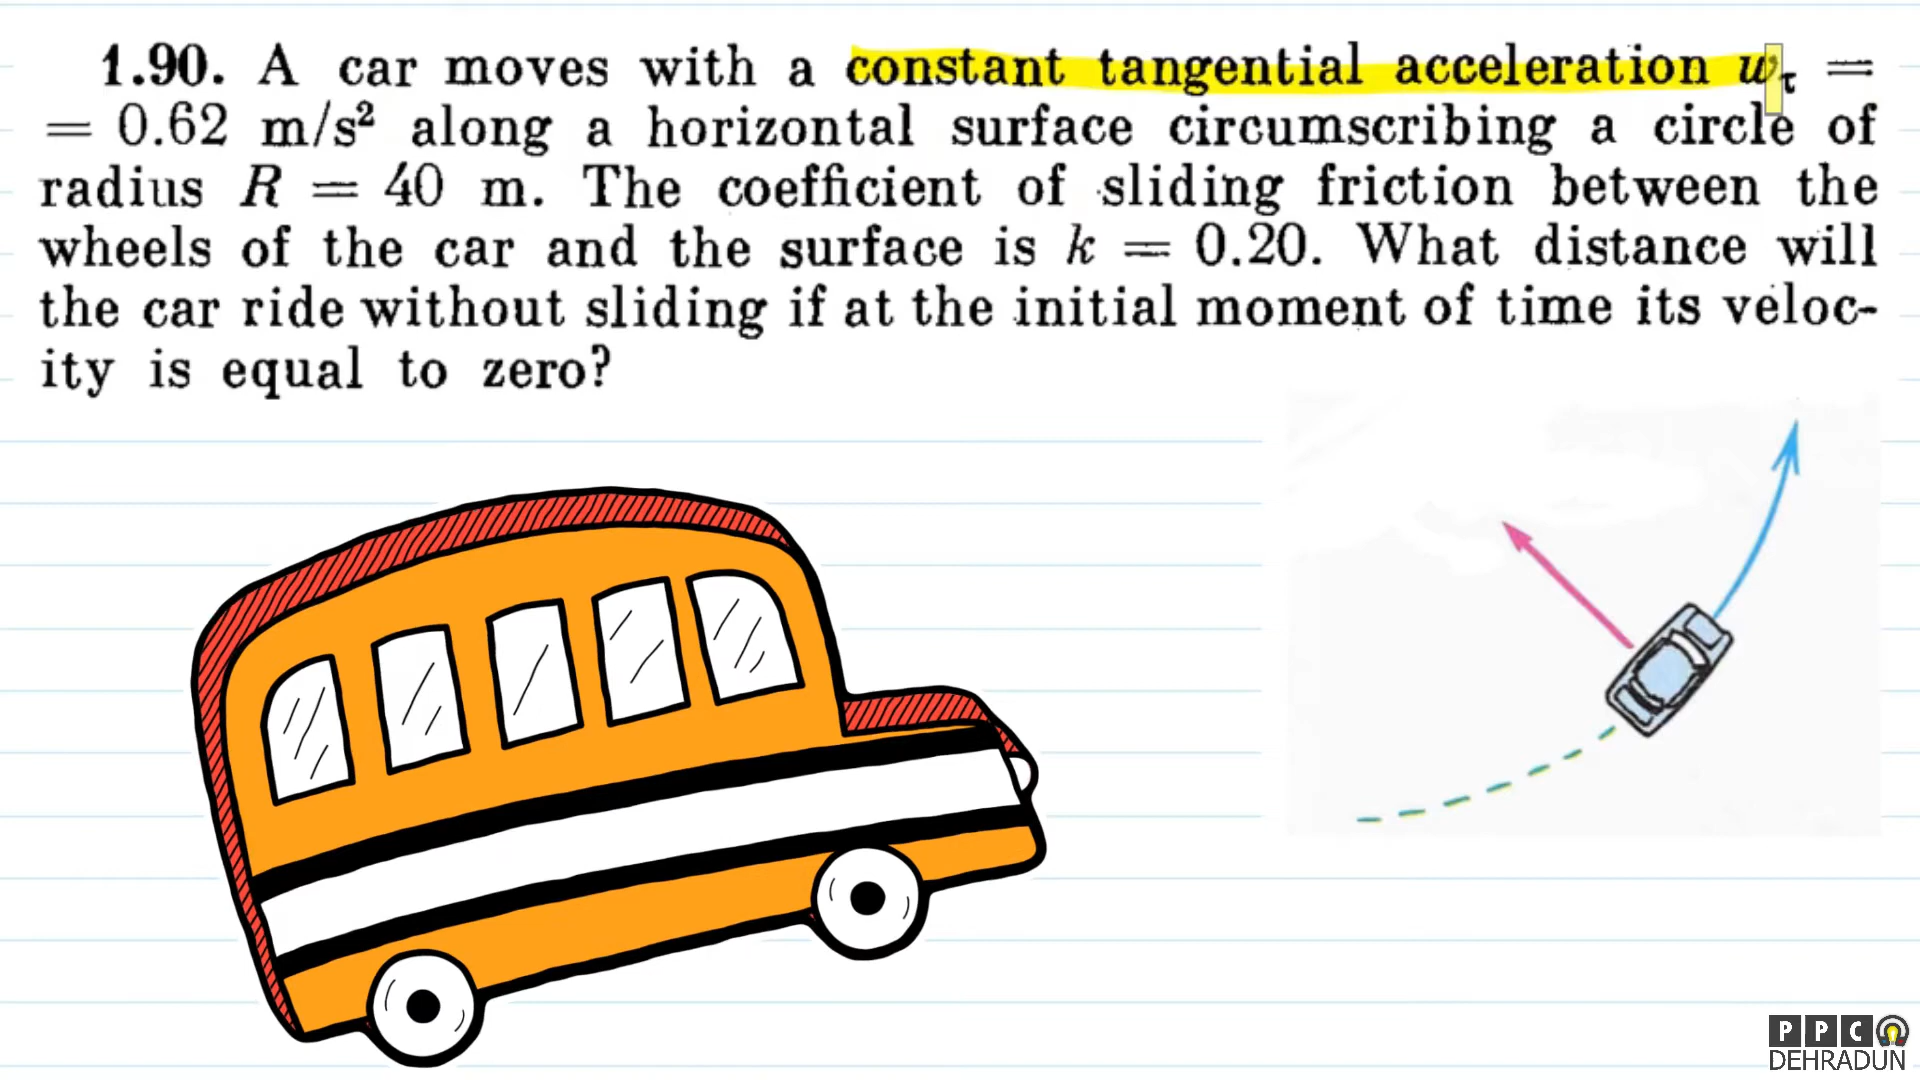 1.90. A car moves with a constant tangential acceleration wτ =
= 0.62 m/s² along a horizontal surface circumscribing a circle of
radius R = 40 m. The coefficient of sliding friction between the
wheels of the car and the surface is k = 0.20. What distance will
the car ride without sliding if at the initial moment of time its veloc-
ity is equal to zero?
PPC
DEHRADUN